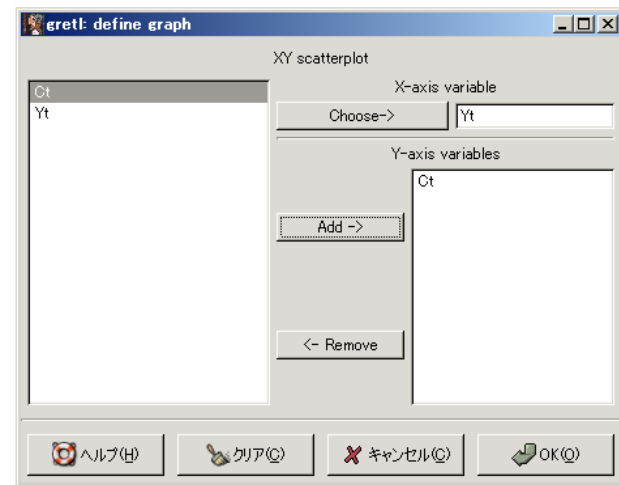 gretl: define graph
XY scatterplot
Ct
Yt
X-axis variable
Choose->
Yt
Y-axis variables
Ct
Add ->
<- Remove
ヘルプ(H)
クリア(C)
キャンセル(C)
OK(O)